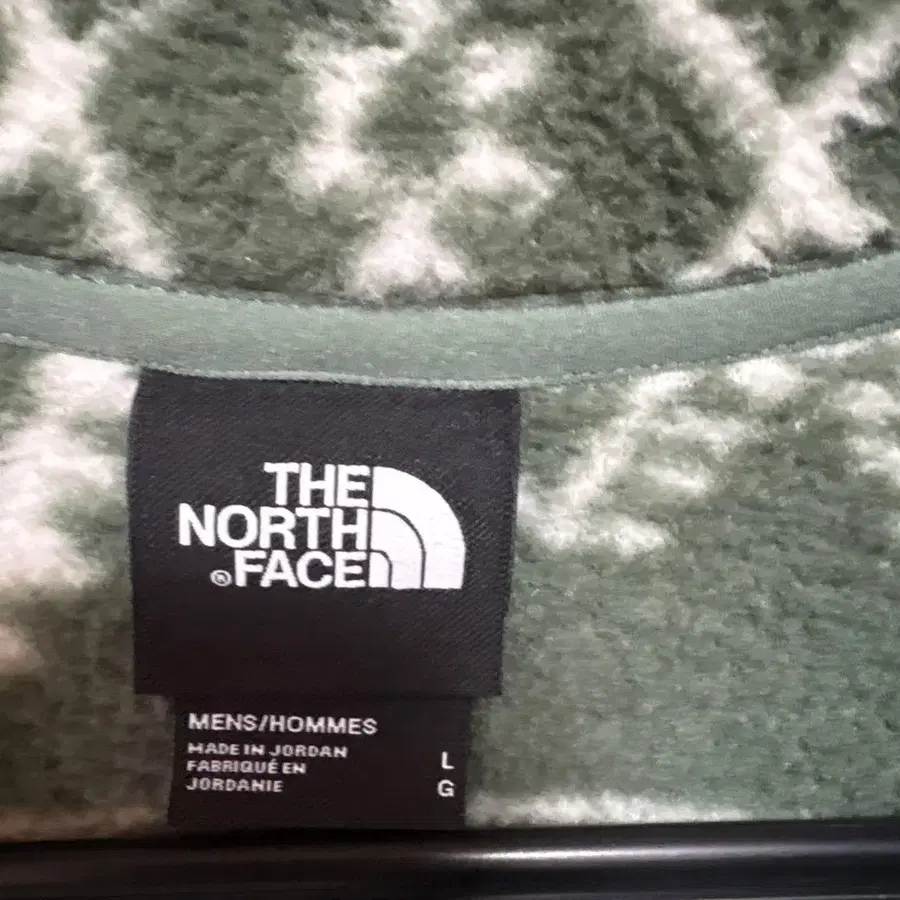 THE
NORTH
®FACE
MENS/HOMMES
MADE IN JORDAN
FABRIQUÉ EN
JORDANIE
L
G